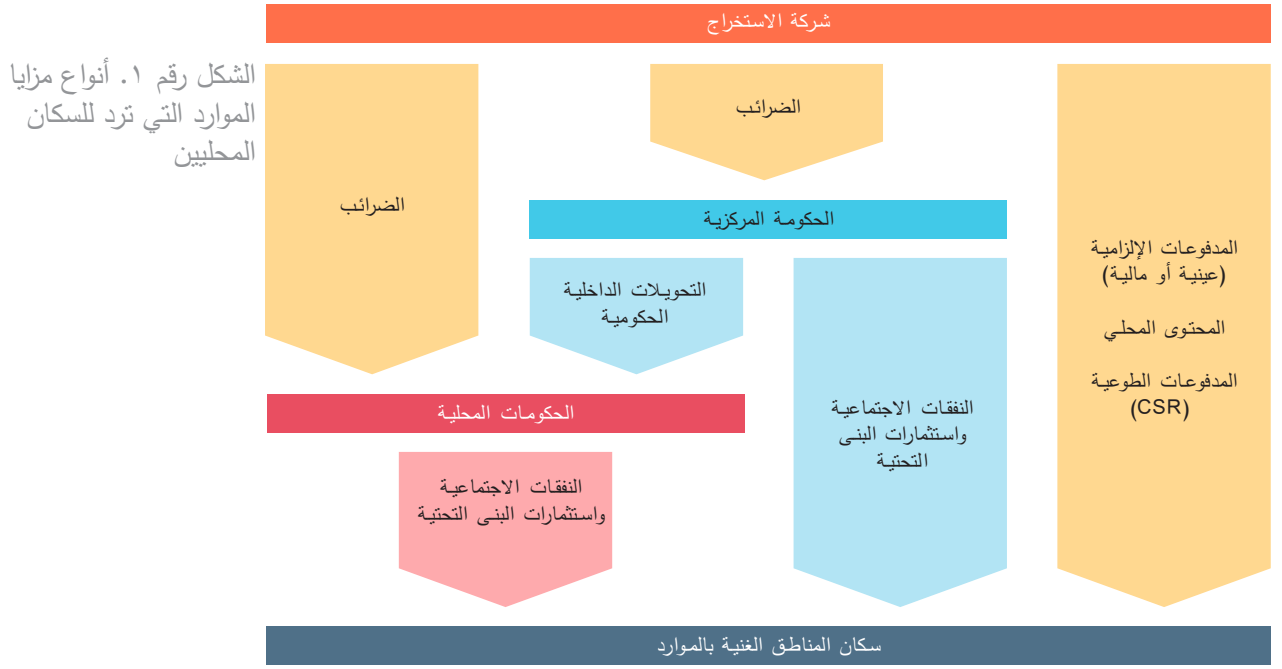 شركة الاستخراج
الشكل رقم ١. أنواع مزايا
الموارد التي ترد للسكان
المحليين
الضرائب
الضرائب
الحكومة المركزية
المدفوعات الإلزامية
(عينية أو مالية)
المحتوى المحلي
المدفوعات الطوعية
(CSR)
التحويلات الداخلية
الحكومية
النفقات الاجتماعية
واستثمارات البنى
التحتية
الحكومات المحلية
النفقات الاجتماعية
واستثمارات البنى التحتية
سكان المناطق الغنية بالموارد